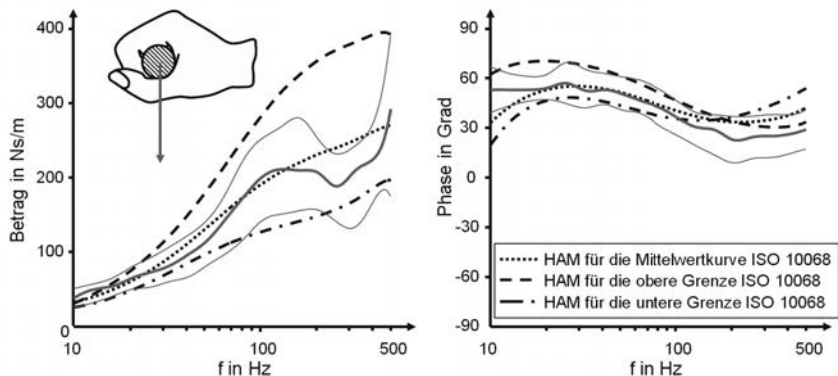 400
300
200
100
0
Betrag in Ns/m
10
100
500
f in Hz
90
60
30
0
-30
-60
-90
Phase in Grad
HAM für die Mittelwertkurve ISO 10068
HAM für die obere Grenze ISO 10068
HAM für die untere Grenze ISO 10068
10
100
500
f in Hz